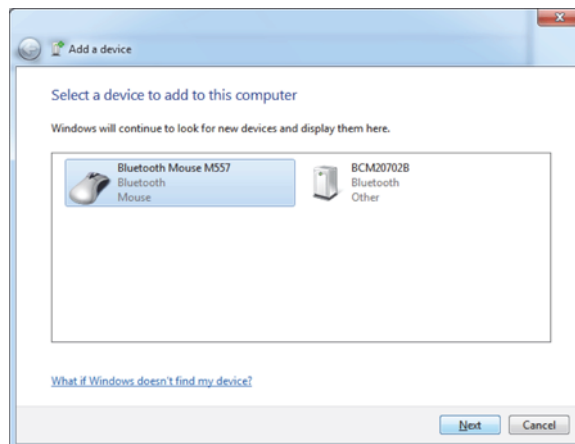 Add a device
Select a device to add to this computer
Windows will continue to look for new devices and display them here.
Bluetooth Mouse M557
Bluetooth
Mouse
BCM20702B
Bluetooth
Other
What if Windows doesn't find my device?
Next
Cancel